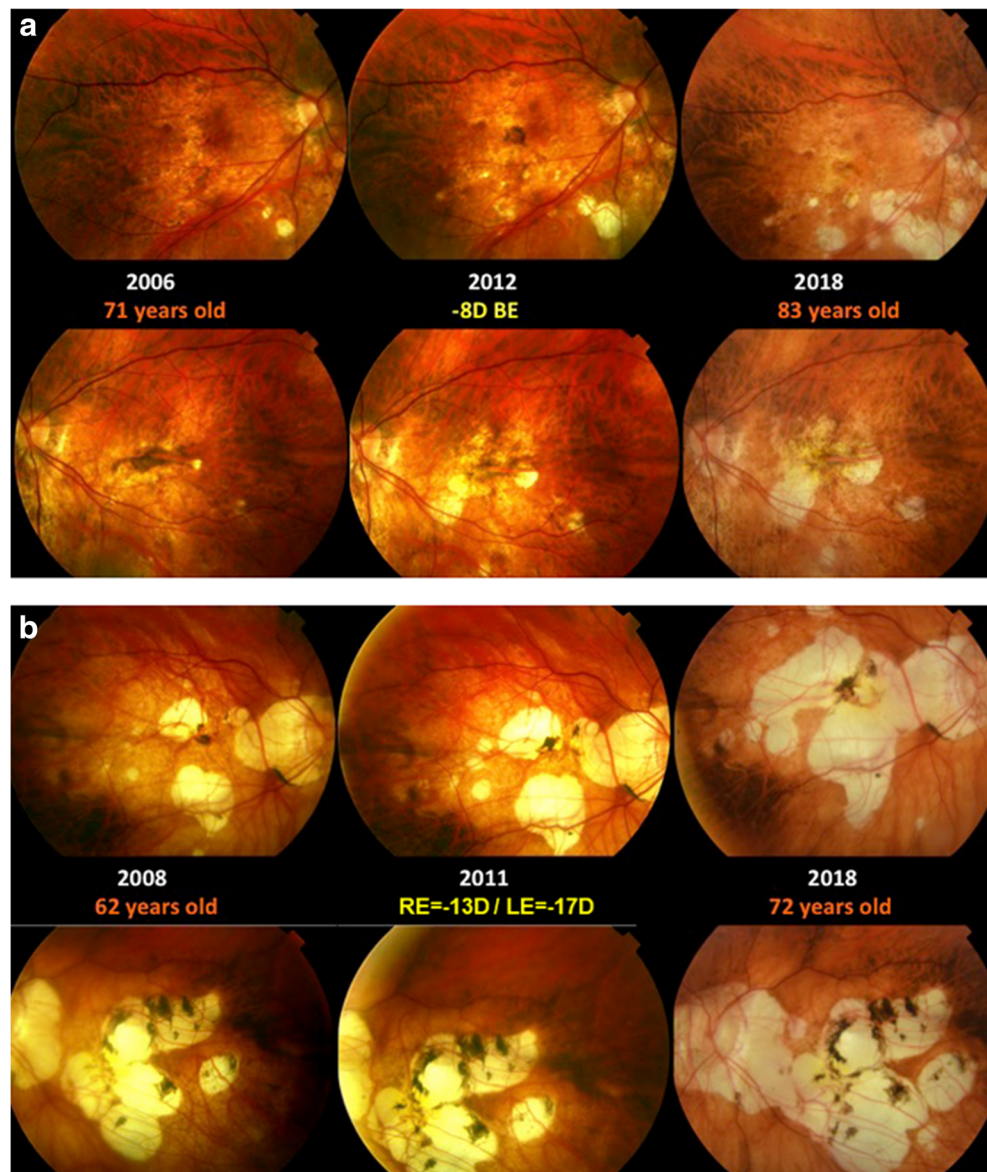 a
2006 2012 2018
71 years old -8D BE 83 years old
b
2008 2011 2018
62 years old RE=-13D / LE=-17D 72 years old